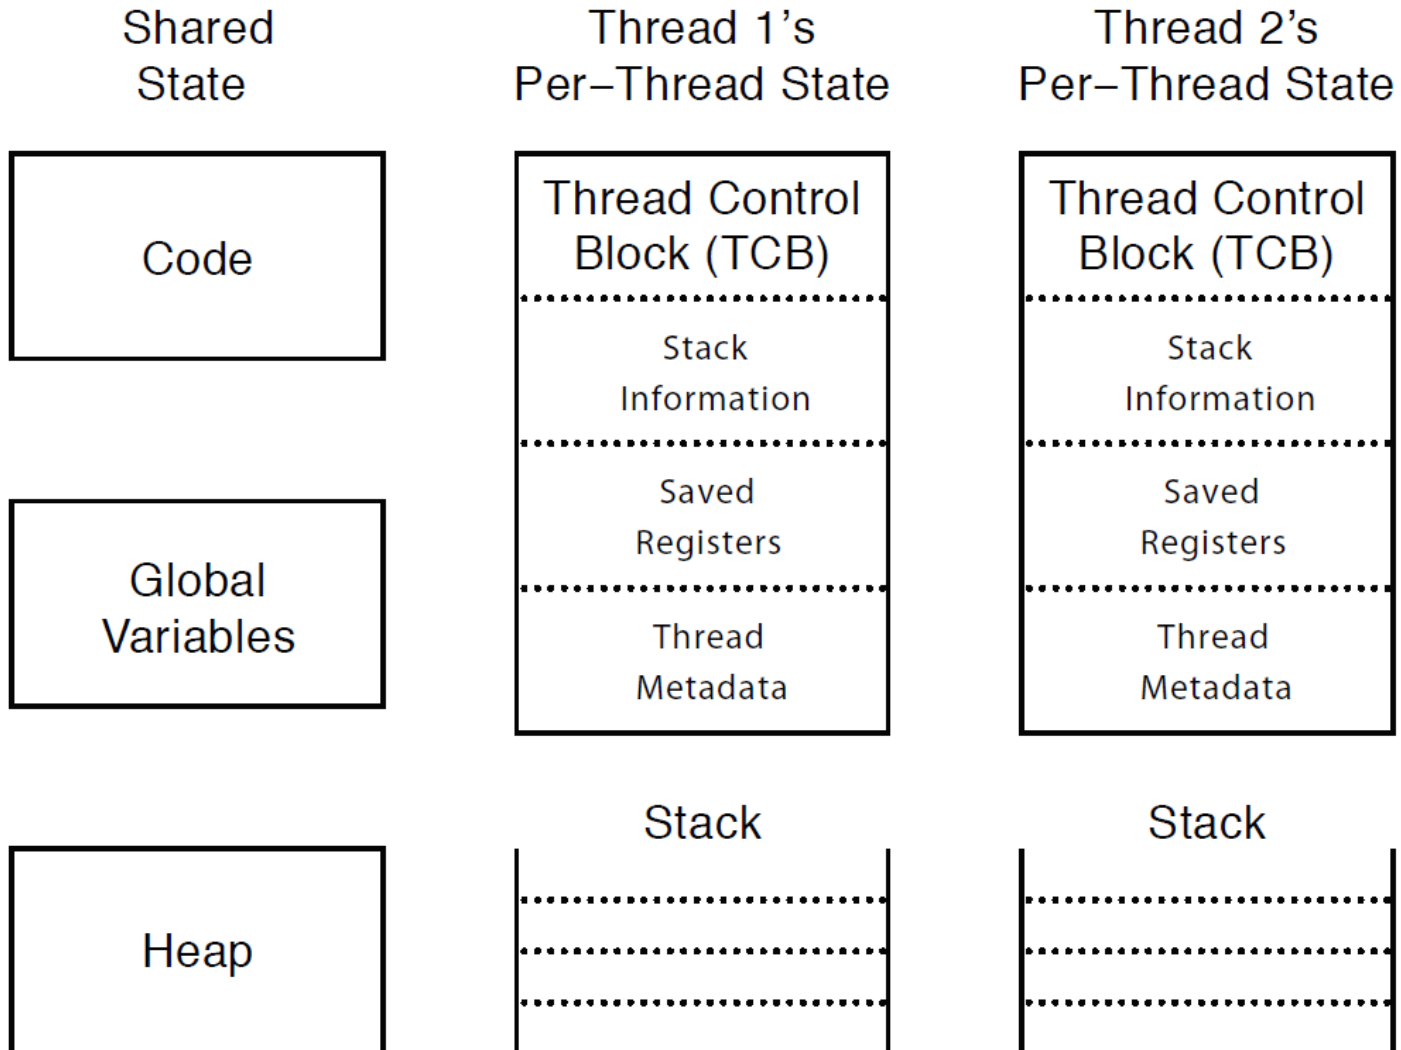 Shared
State
Code
Global
Variables
Heap
Thread 1’s
Per–Thread State
Thread Control
Block (TCB)
Stack
Information
Saved
Registers
Thread
Metadata
Stack
Thread 2’s
Per–Thread State
Thread Control
Block (TCB)
Stack
Information
Saved
Registers
Thread
Metadata
Stack